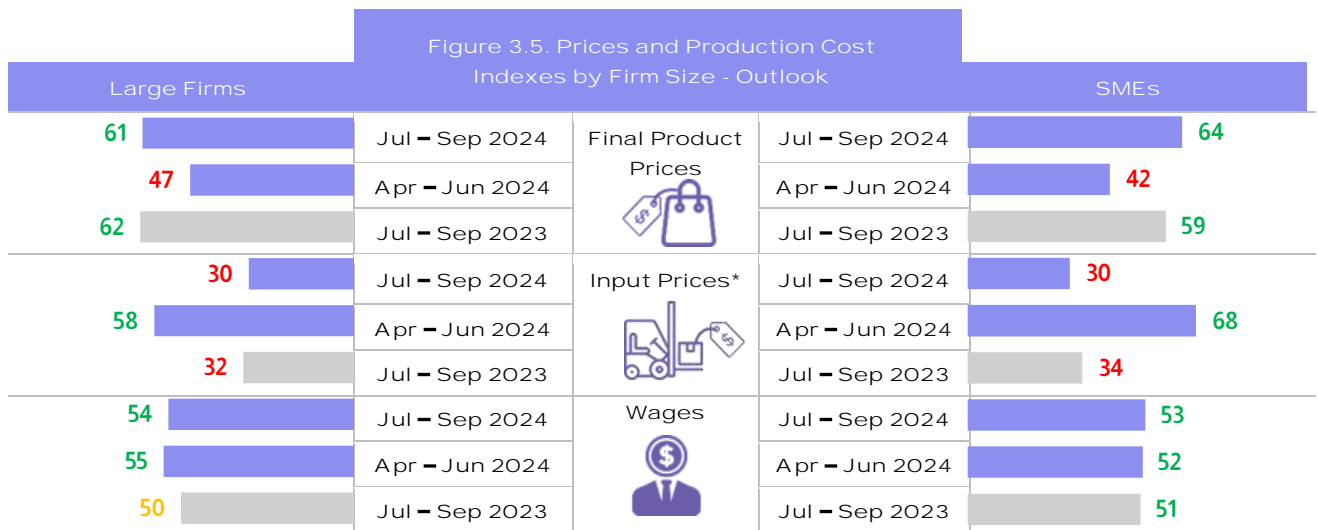 Figure 3.5. Prices and Production Cost
Indexes by Firm Size - Outlook
Large Firms
SMEs
61 Jul – Sep 2024 Final Product Jul – Sep 2024 64
Prices
47 Apr – Jun 2024 Apr – Jun 2024 42
$
62 Jul – Sep 2023 Jul – Sep 2023 59
30 Jul – Sep 2024 Input Prices* Jul – Sep 2024 30
58 Apr – Jun 2024 Apr – Jun 2024 68
$
32 Jul – Sep 2023 Jul – Sep 2023 34
54 Jul – Sep 2024 Wages Jul – Sep 2024 53
55 Apr – Jun 2024 $ Apr – Jun 2024 52
50 Jul – Sep 2023 Jul – Sep 2023 51